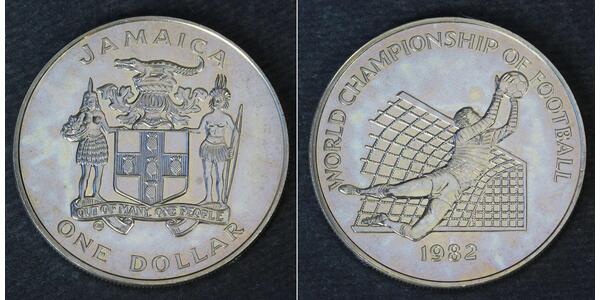 JAMAICA
OUT OF MANY, ONE PEOPLE
ONE DOLLAR
WORLD CHAMPIONSHIP OF FOOTBALL
1982